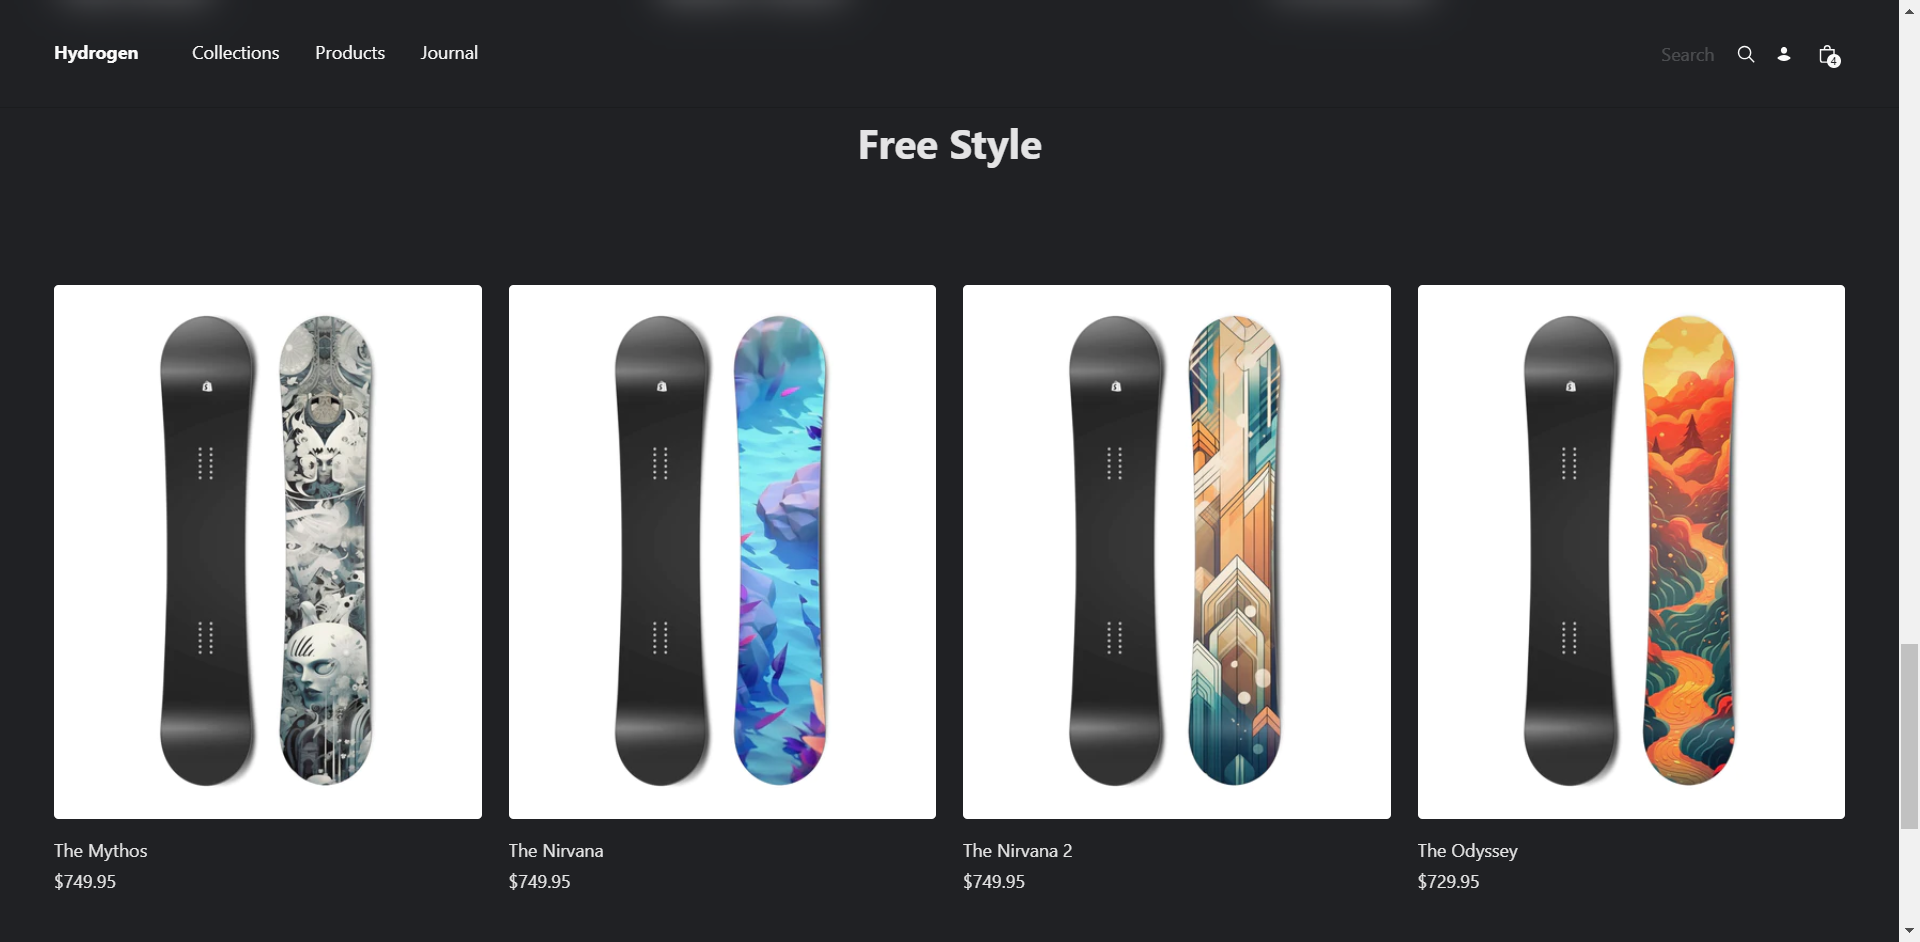 Hydrogen
Collections
Products
Journal
Search
4
Free Style
The Mythos
$749.95
The Nirvana
$749.95
The Nirvana 2
$749.95
The Odyssey
$729.95